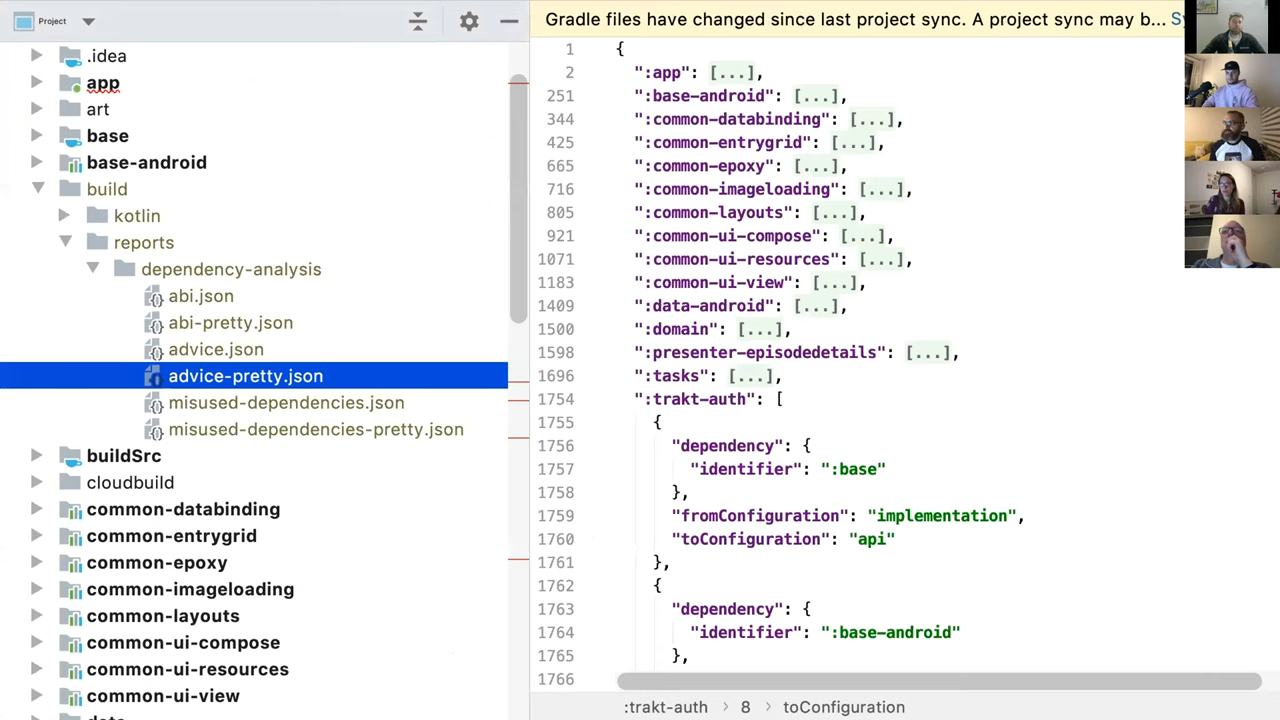 Project
.idea
app
art
base
base-android
build
kotlin
reports
dependency-analysis
abi.json
abi-pretty.json
advice.json
advice-pretty.json
misused-dependencies.json
misused-dependencies-pretty.json
buildSrc
cloudbuild
common-databinding
common-entrygrid
common-epoxy
common-imageloading
common-layouts
common-ui-compose
common-ui-resources
common-ui-view
Gradle files have changed since last project sync. A project sync may b...
1 {
2 ":app": [...],
251 ":base-android": [...],
344 ":common-databinding": [...],
425 ":common-entrygrid": [...],
665 ":common-epoxy": [...],
716 ":common-imageloading": [...],
805 ":common-layouts": [...],
921 ":common-ui-compose": [...],
1071 ":common-ui-resources": [...],
1183 ":common-ui-view": [...],
1409 ":data-android": [...],
1500 ":domain": [...],
1598 ":presenter-episodedetails": [...],
1696 ":tasks": [...],
1754 ":trakt-auth": [
1755 {
1756 "dependency": {
1757 "identifier": ":base"
1758 },
1759 "fromConfiguration": "implementation",
1760 "toConfiguration": "api"
1761 },
1762 {
1763 "dependency": {
1764 "identifier": ":base-android"
1765 },
1766
:trakt-auth › 8 › toConfiguration